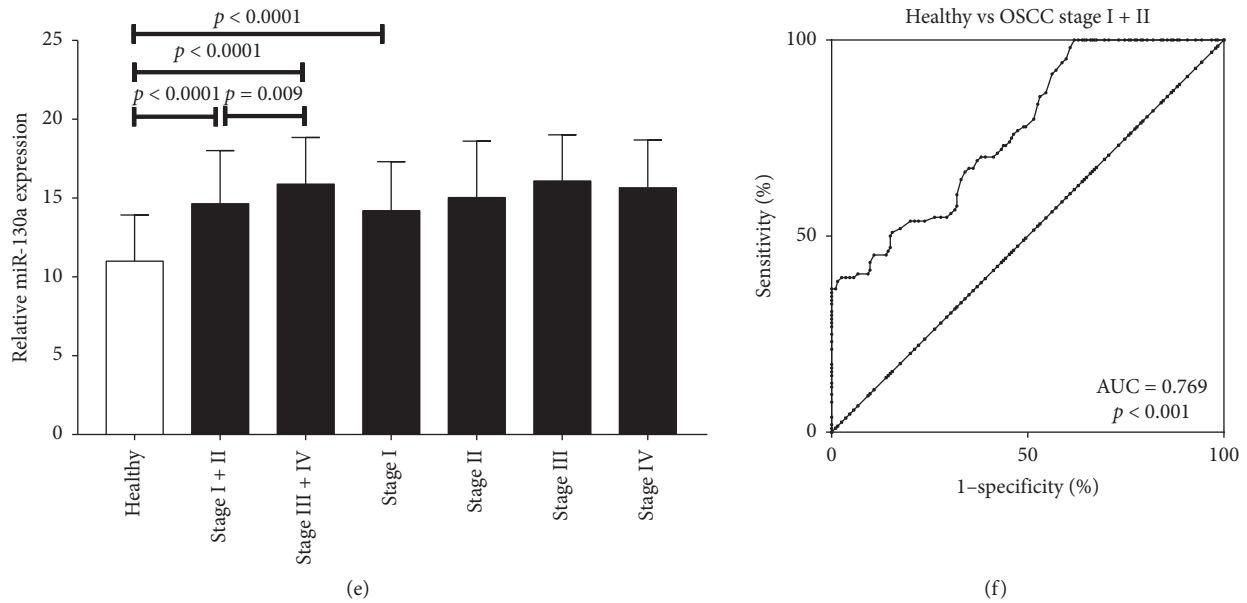 p < 0.0001
p < 0.0001
p < 0.0001 p = 0.009
25
20
15
10
5
0
Relative miR-130a expression
Healthy
Stage I + II
Stage III + IV
Stage I
Stage II
Stage III
Stage IV
(e)
Healthy vs OSCC stage I + II
100
50
0
Sensitivity (%)
AUC = 0.769
p < 0.001
0 50 100
1–specificity (%)
(f)